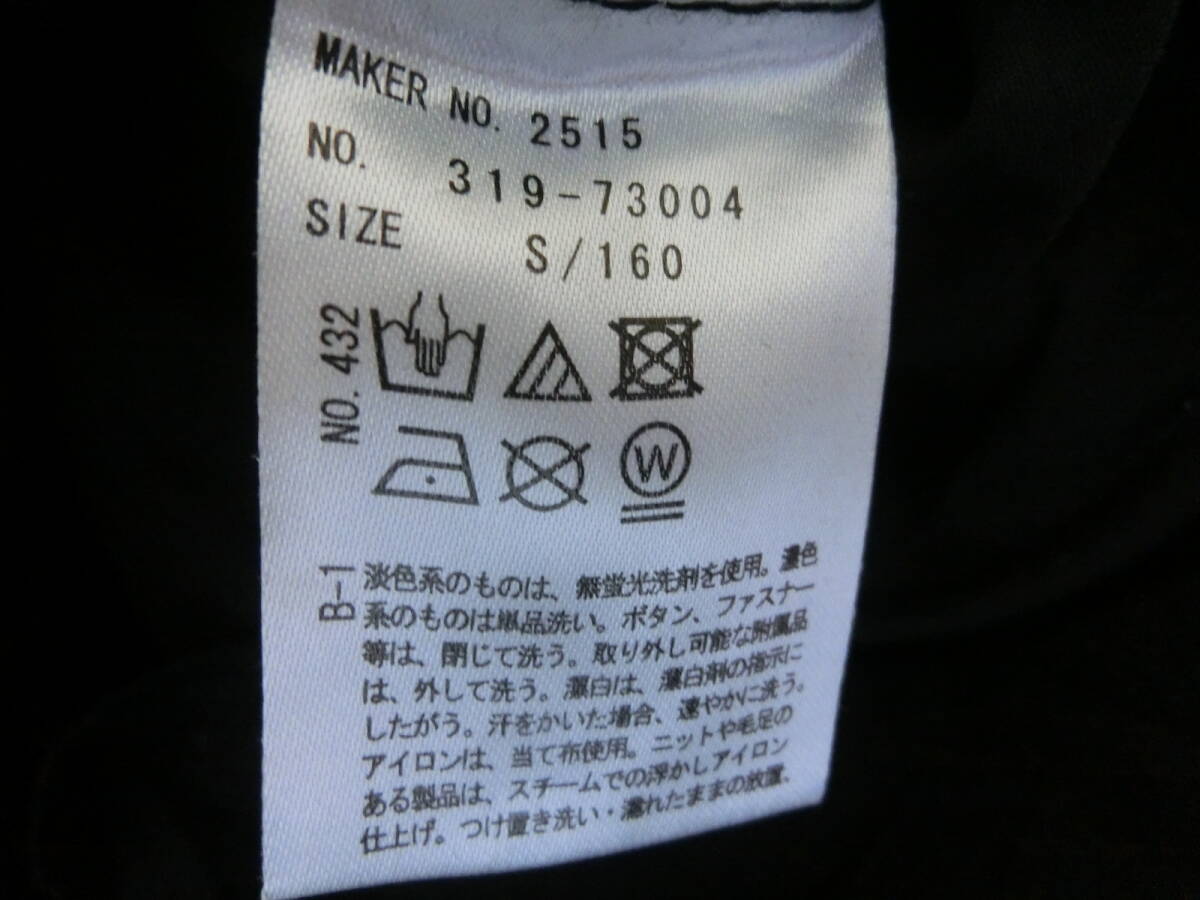 MAKER NO. 2515
NO. 319-73004
SIZE S/160
NO. 432
W
B-1
淡色系のものは、無蛍光洗剤を使用。濃色
系のものは単品洗い。ボタン、ファスナー
等は、閉じて洗う。取り外し可能な附属品
は、外して洗う。漂白は、漂白剤の指示に
したがう。汗をかいた場合、速やかに洗う。
アイロンは、当て布使用。ニットや毛足の
ある製品は、スチームでの浮かしアイロン
仕上げ。つけ置き洗い・濡れたままの放置、